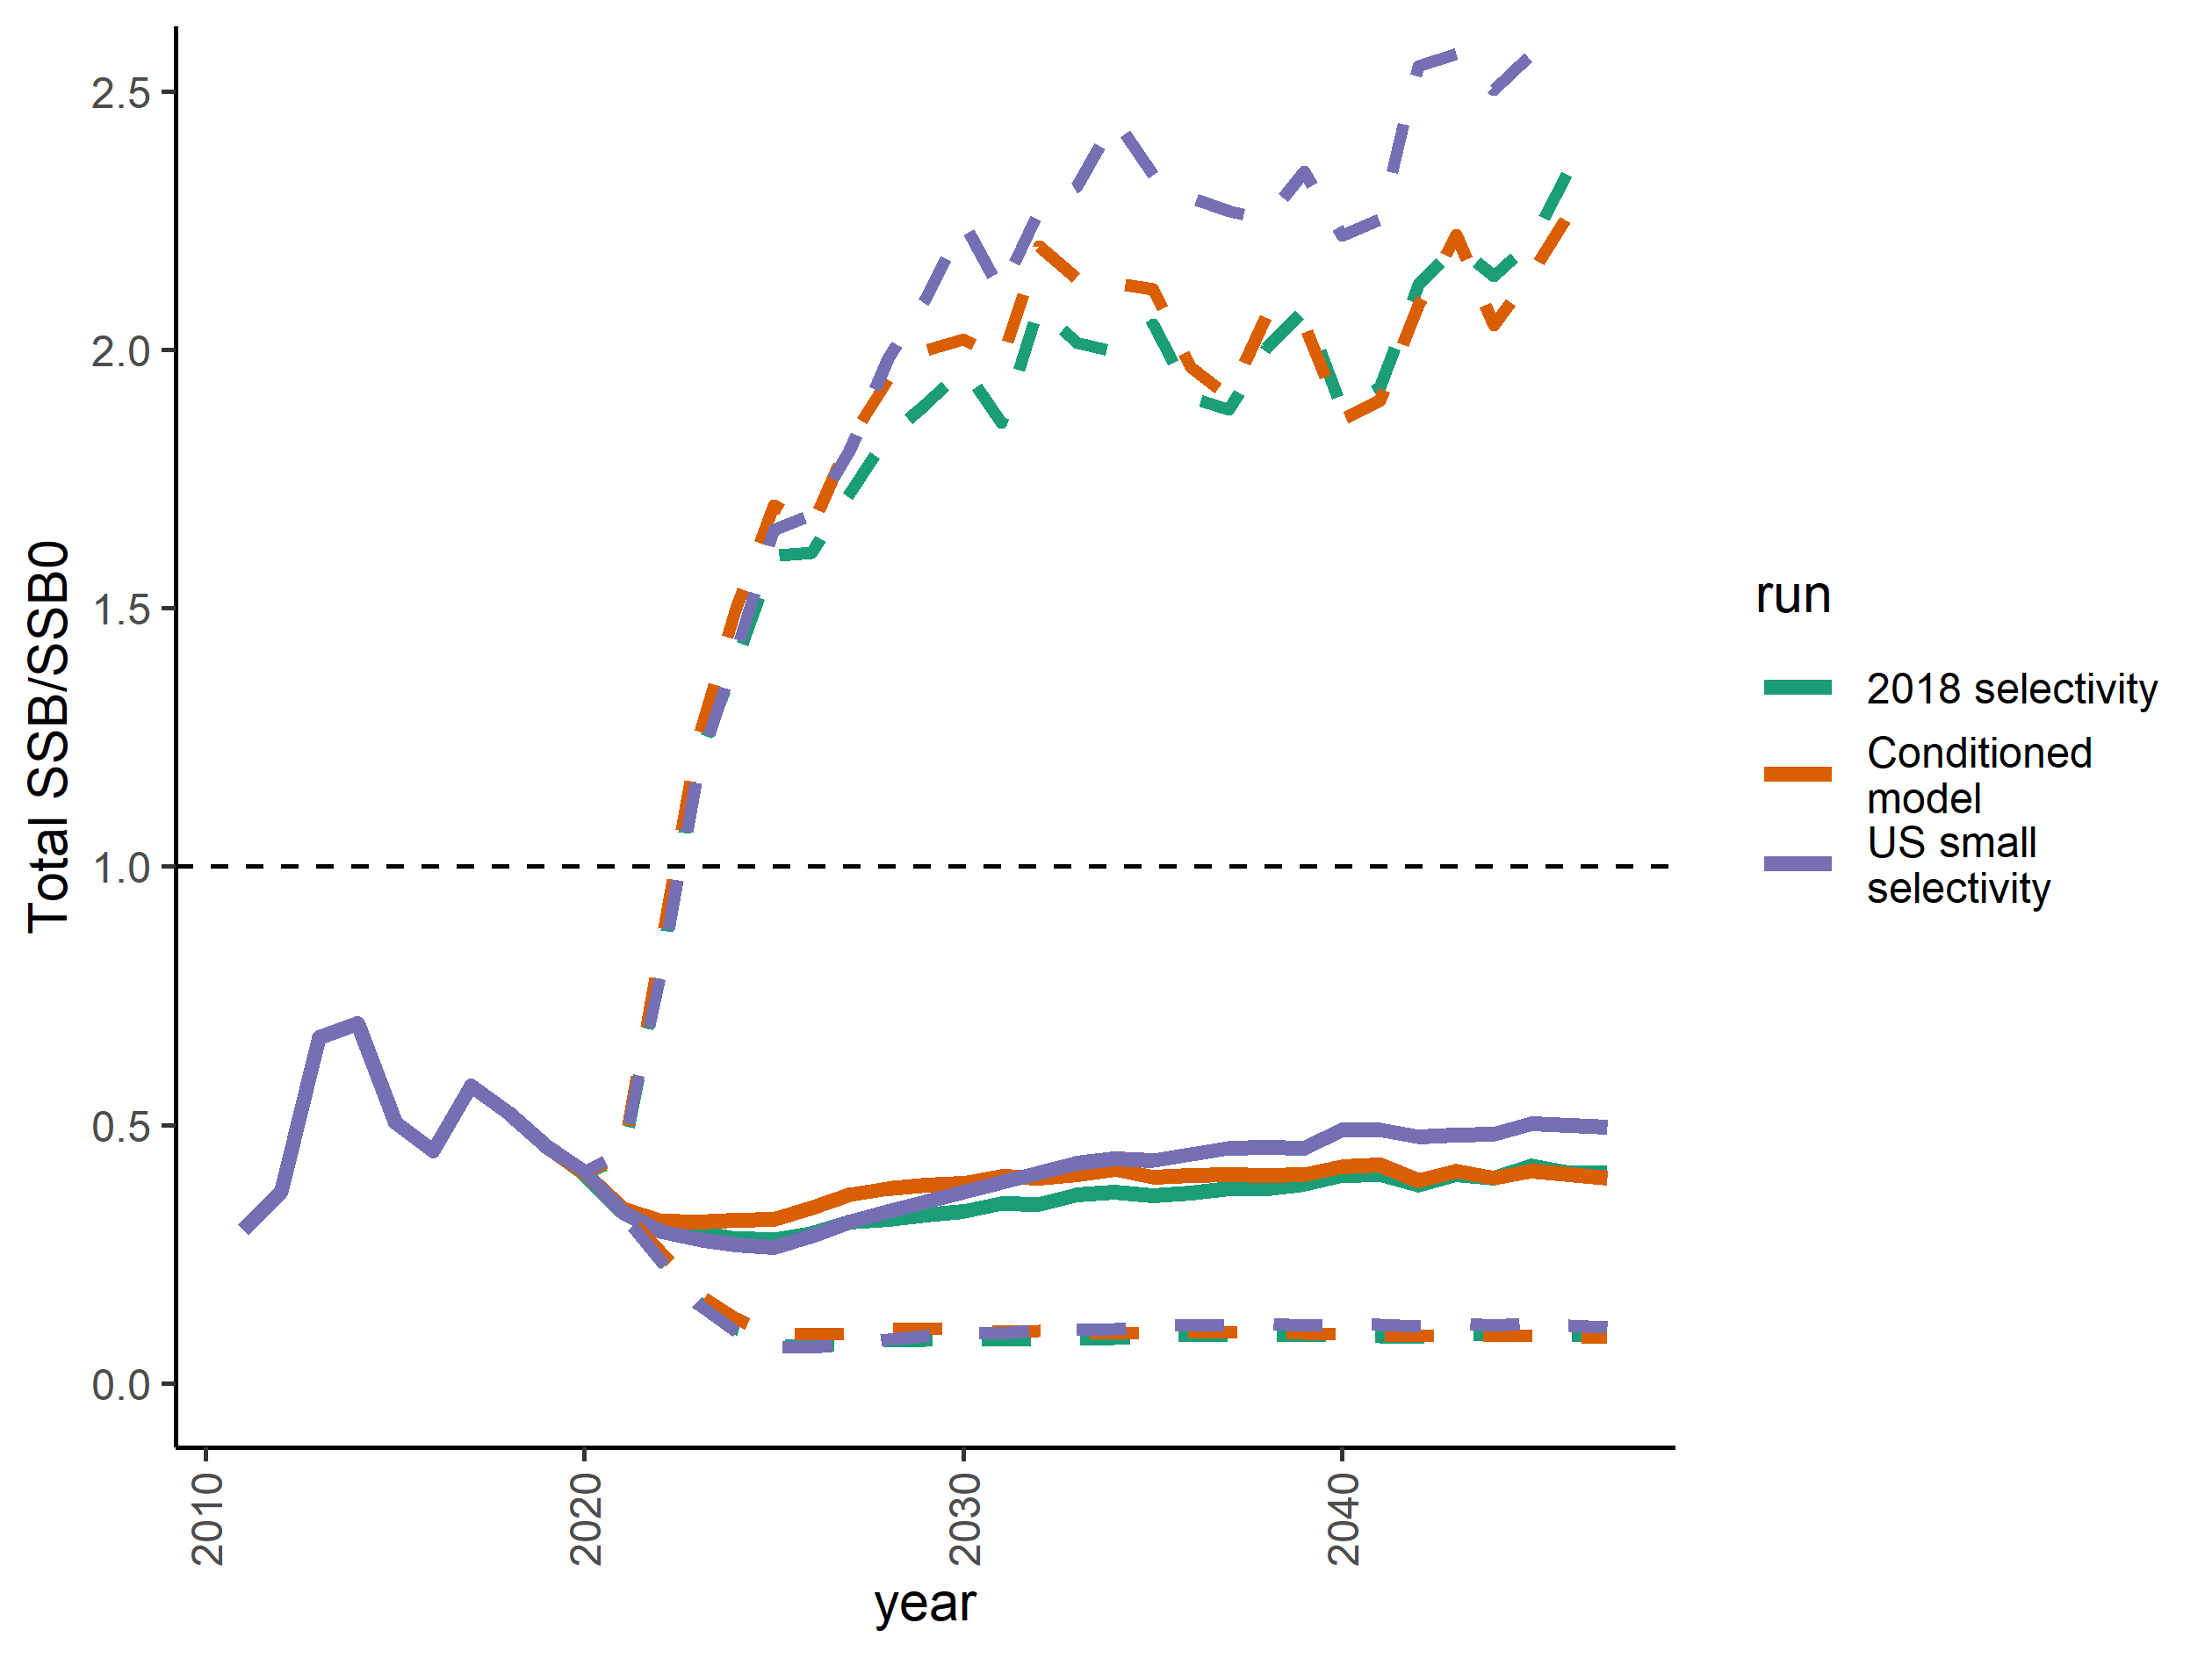 Total SSB/SSB0
2.5
2.0
1.5
1.0
0.5
0.0
2010
2020
2030
2040
year
run
2018 selectivity
Conditioned
model
US small
selectivity